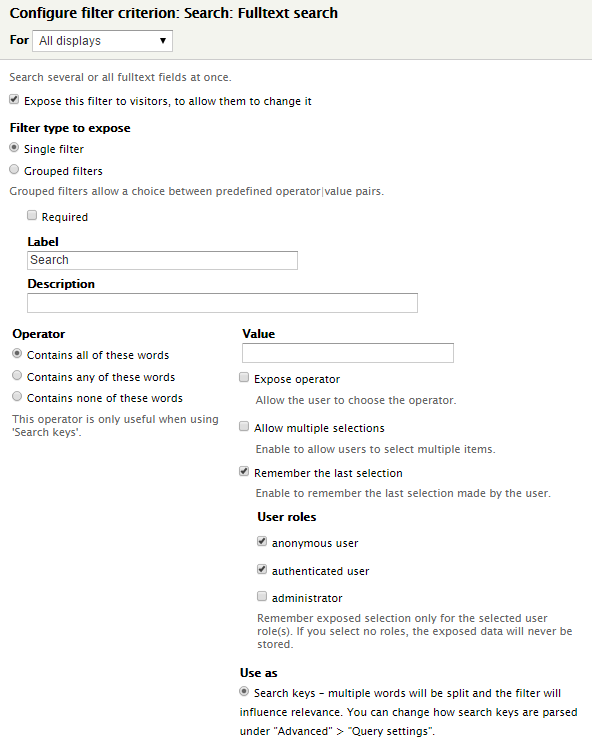 Configure filter criterion: Search: Fulltext search
For All displays
Search several or all fulltext fields at once.
Expose this filter to visitors, to allow them to change it
Filter type to expose
Single filter
Grouped filters
Grouped filters allow a choice between predefined operator|value pairs.
Required
Label
Search
Description
Operator
Contains all of these words
Contains any of these words
Contains none of these words
This operator is only useful when using
'Search keys'.
Value
Expose operator
Allow the user to choose the operator.
Allow multiple selections
Enable to allow users to select multiple items.
Remember the last selection
Enable to remember the last selection made by the user.
User roles
anonymous user
authenticated user
administrator
Remember exposed selection only for the selected user
role(s). If you select no roles, the exposed data will never be
stored.
Use as
Search keys – multiple words will be split and the filter will
influence relevance. You can change how search keys are parsed
under "Advanced" > "Query settings".